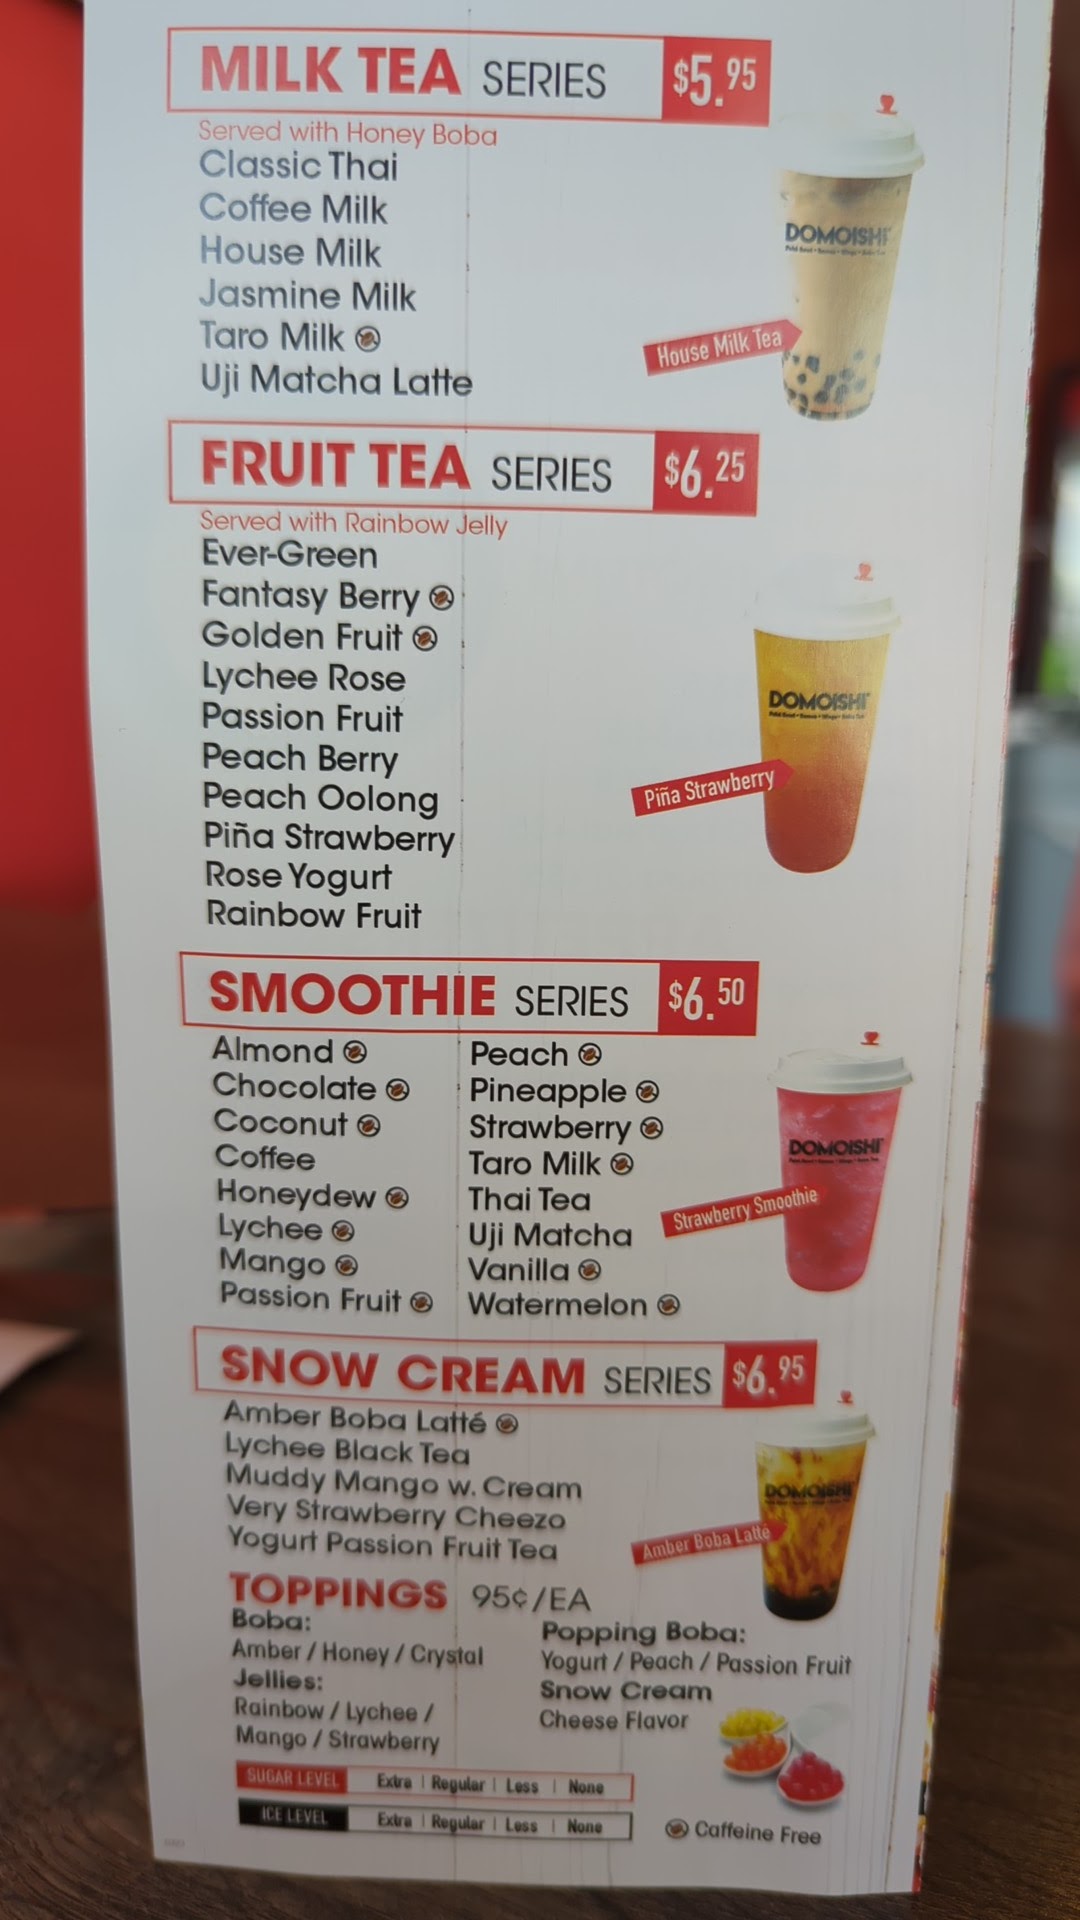 MILK TEA SERIES $5.95
Served with Honey Boba
Classic Thai
Coffee Milk
House Milk
Jasmine Milk
Taro Milk
Uji Matcha Latte
DOMOISHI
House Milk Tea
FRUIT TEA SERIES $6.25
Served with Rainbow Jelly
Ever-Green
Fantasy Berry
Golden Fruit
Lychee Rose
Passion Fruit
Peach Berry
Peach Oolong
Piña Strawberry
Rose Yogurt
Rainbow Fruit
DOMOISHI
Piña Strawberry
SMOOTHIE SERIES $6.50
Almond
Chocolate
Coconut
Coffee
Honeydew
Lychee
Mango
Passion Fruit
Peach
Pineapple
Strawberry
Taro Milk
Thai Tea
Uji Matcha
Vanilla
Watermelon
DOMOISHI
Strawberry Smoothie
SNOW CREAM SERIES $6.95
Amber Boba Latté
Lychee Black Tea
Muddy Mango w. Cream
Very Strawberry Cheezo
Yogurt Passion Fruit Tea
DOMOISHI
Amber Boba Latté
TOPPINGS 95¢/EA
Boba:
Amber / Honey / Crystal
Jellies:
Rainbow / Lychee /
Mango / Strawberry
Popping Boba:
Yogurt / Peach / Passion Fruit
Snow Cream
Cheese Flavor
SUGAR LEVEL Extra | Regular | Less | None
ICE LEVEL Extra | Regular | Less | None
Caffeine Free